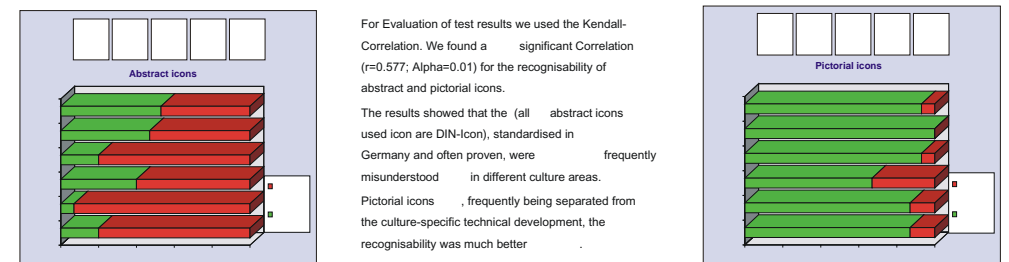 Abstract icons
For Evaluation of test results we used the Kendall-
Correlation. We found a significant Correlation
(r=0.577; Alpha=0.01) for the recognisability of
abstract and pictorial icons.
The results showed that the (all abstract icons
used icon are DIN-Icon), standardised in
Germany and often proven, were frequently
misunderstood in different culture areas.
Pictorial icons , frequently being separated from
the culture-specific technical development, the
recognisability was much better .
Pictorial icons